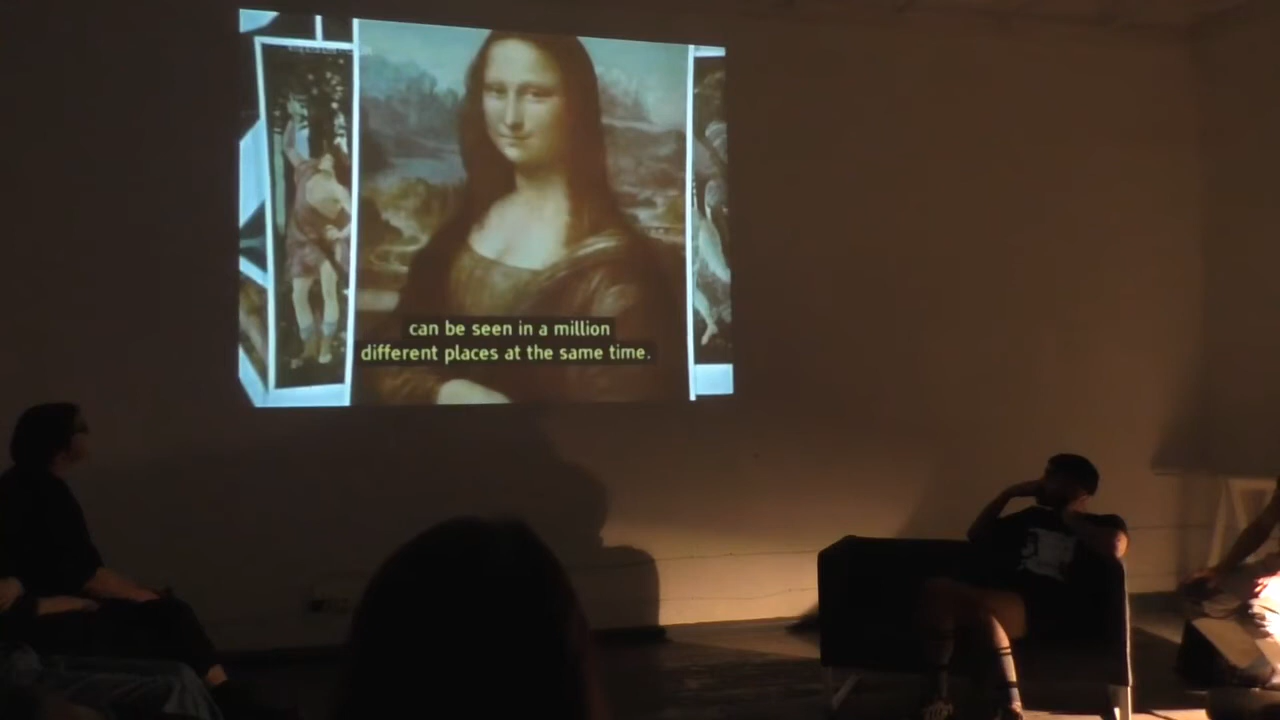 can be seen in a million
different places at the same time.